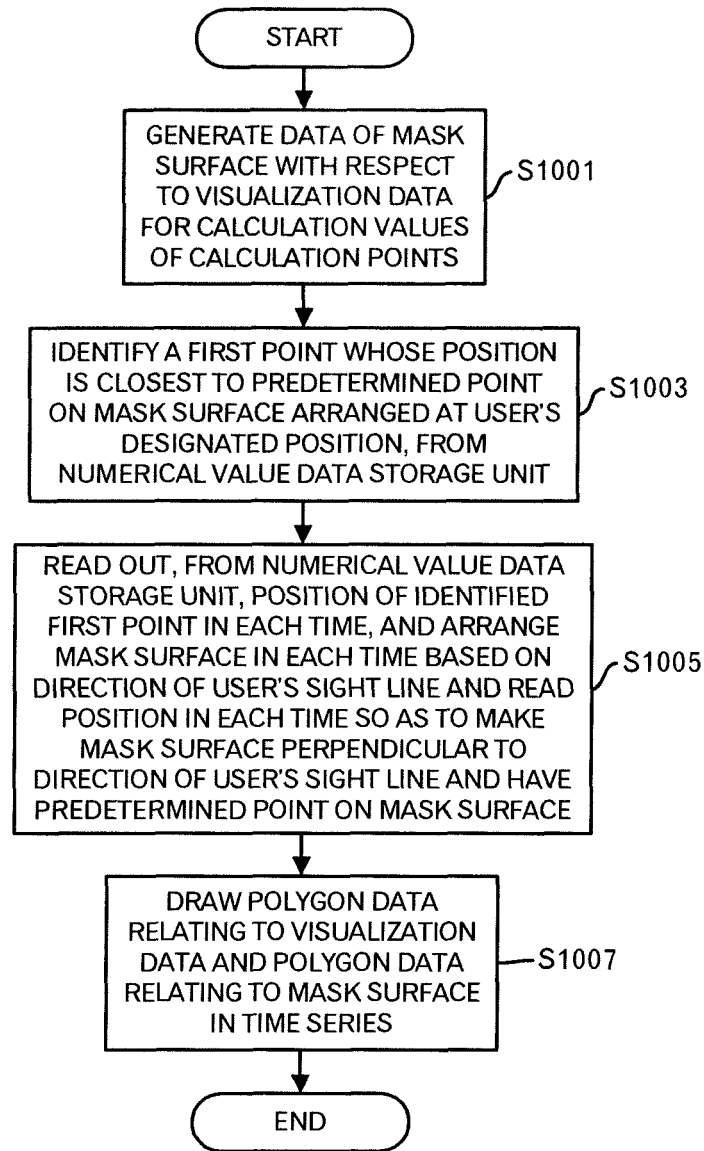 START
GENERATE DATA OF MASK
SURFACE WITH RESPECT
TO VISUALIZATION DATA
FOR CALCULATION VALUES
OF CALCULATION POINTS
S1001
IDENTIFY A FIRST POINT WHOSE POSITION
IS CLOSEST TO PREDETERMINED POINT
ON MASK SURFACE ARRANGED AT USER'S
DESIGNATED POSITION, FROM
NUMERICAL VALUE DATA STORAGE UNIT
S1003
READ OUT, FROM NUMERICAL VALUE DATA
STORAGE UNIT, POSITION OF IDENTIFIED
FIRST POINT IN EACH TIME, AND ARRANGE
MASK SURFACE IN EACH TIME BASED ON
DIRECTION OF USER'S SIGHT LINE AND READ
POSITION IN EACH TIME SO AS TO MAKE
MASK SURFACE PERPENDICULAR TO
DIRECTION OF USER'S SIGHT LINE AND HAVE
PREDETERMINED POINT ON MASK SURFACE
S1005
DRAW POLYGON DATA
RELATING TO VISUALIZATION
DATA AND POLYGON DATA
RELATING TO MASK SURFACE
IN TIME SERIES
S1007
END